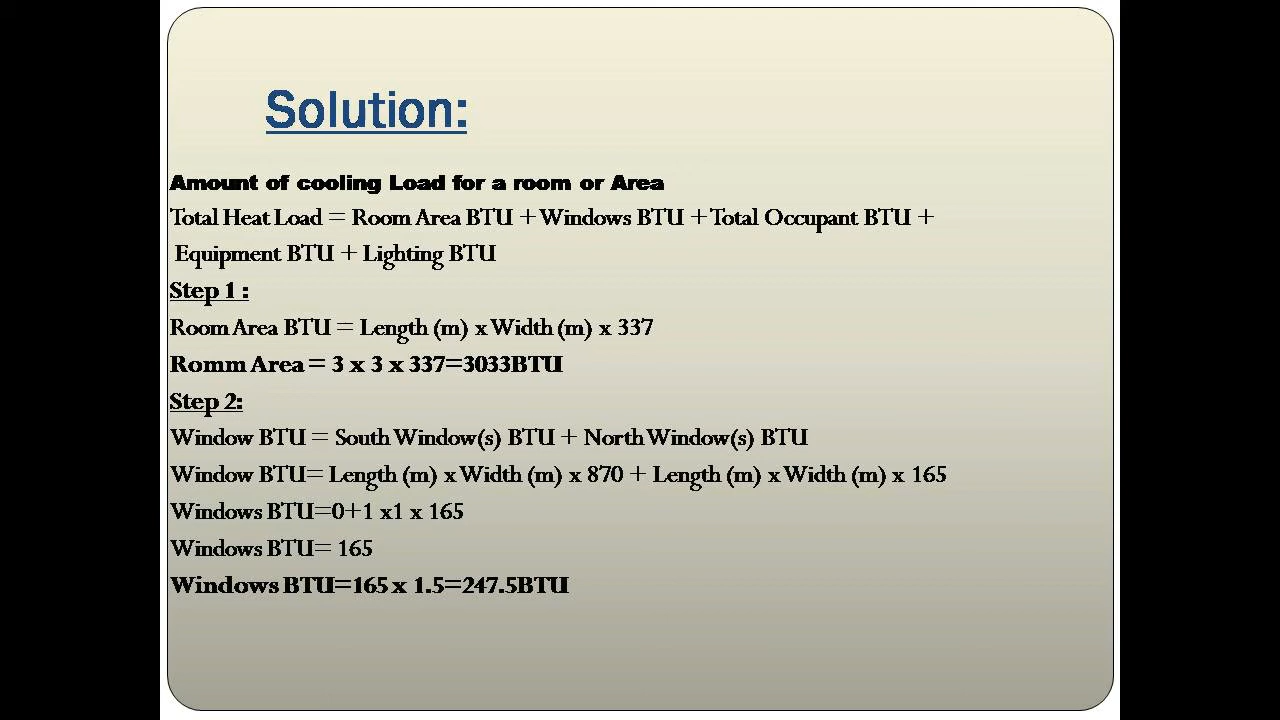 Solution:
Amount of cooling Load for a room or Area
Total Heat Load = Room Area BTU + Windows BTU + Total Occupant BTU +
Equipment BTU + Lighting BTU
Step 1 :
Room Area BTU = Length (m) x Width (m) x 337
Romm Area = 3 x 3 x 337=3033BTU
Step 2:
Window BTU = South Window(s) BTU + North Window(s) BTU
Window BTU= Length (m) x Width (m) x 870 + Length (m) x Width (m) x 165
Windows BTU=0+1 x1 x 165
Windows BTU= 165
Windows BTU=165 x 1.5=247.5BTU